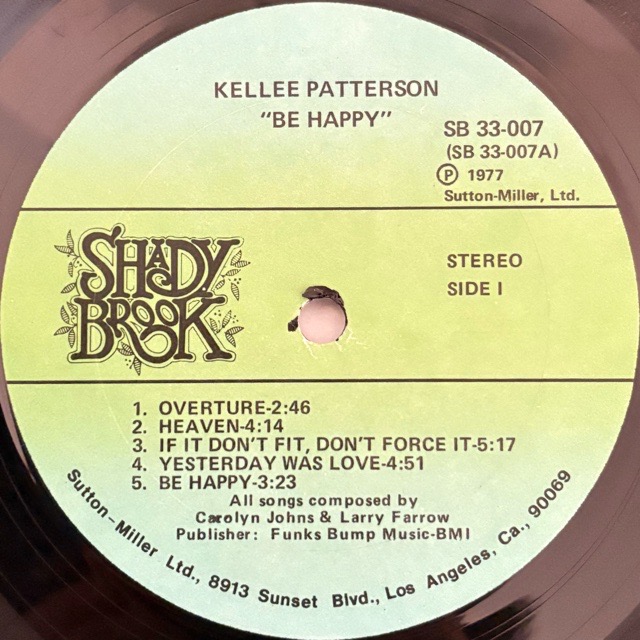 KELLEE PATTERSON
"BE HAPPY"
SB 33-007
(SB 33-007A)
Ⓟ 1977
Sutton-Miller, Ltd.
SHADY
BROOK
STEREO
SIDE I
1. OVERTURE-2:46
2. HEAVEN-4:14
3. IF IT DON'T FIT, DON'T FORCE IT-5:17
4. YESTERDAY WAS LOVE-4:51
5. BE HAPPY-3:23
All songs composed by
Carolyn Johns & Larry Farrow
Publisher: Funks Bump Music-BMI
Sutton-Miller Ltd., 8913 Sunset Blvd., Los Angeles, Ca., 90069